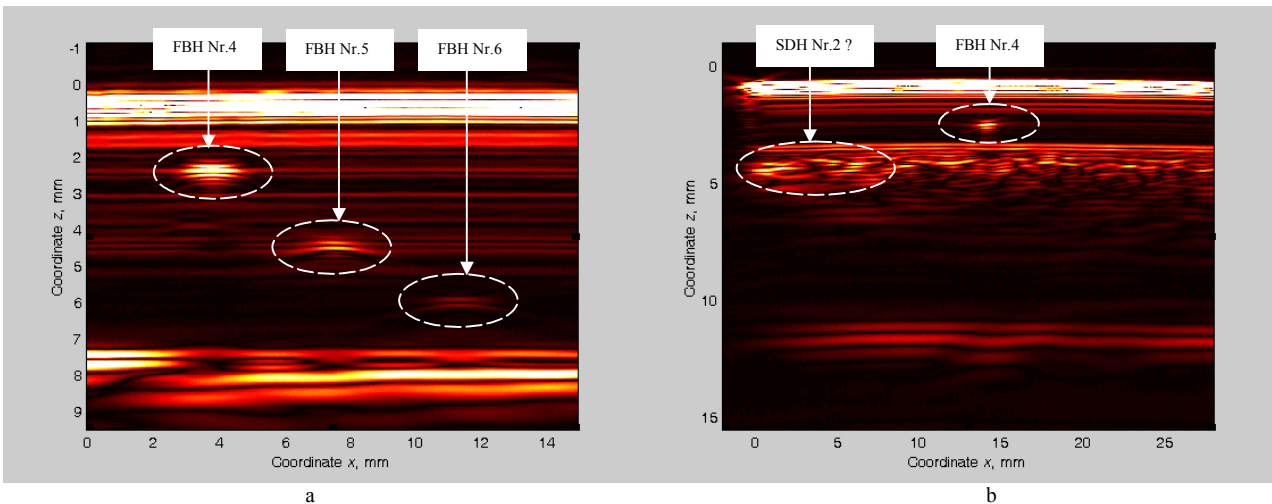 FBH Nr.4
FBH Nr.5
FBH Nr.6
-1
0
1
2
3
4
5
6
7
8
9
Coordinate z, mm
0 2 4 6 8 10 12 14
Coordinate x, mm
a
SDH Nr.2 ?
FBH Nr.4
0
5
10
15
Coordinate z, mm
0 5 10 15 20 25
Coordinate x, mm
b